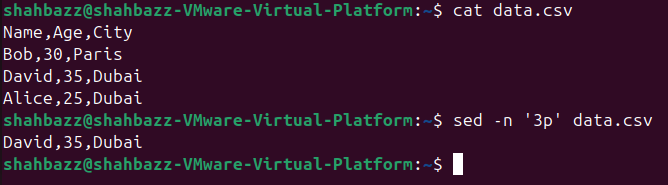 shahbazz@shahbazz-VMware-Virtual-Platform:~$ cat data.csv
Name,Age,City
Bob,30,Paris
David,35,Dubai
Alice,25,Dubai
shahbazz@shahbazz-VMware-Virtual-Platform:~$ sed -n '3p' data.csv
David,35,Dubai
shahbazz@shahbazz-VMware-Virtual-Platform:~$